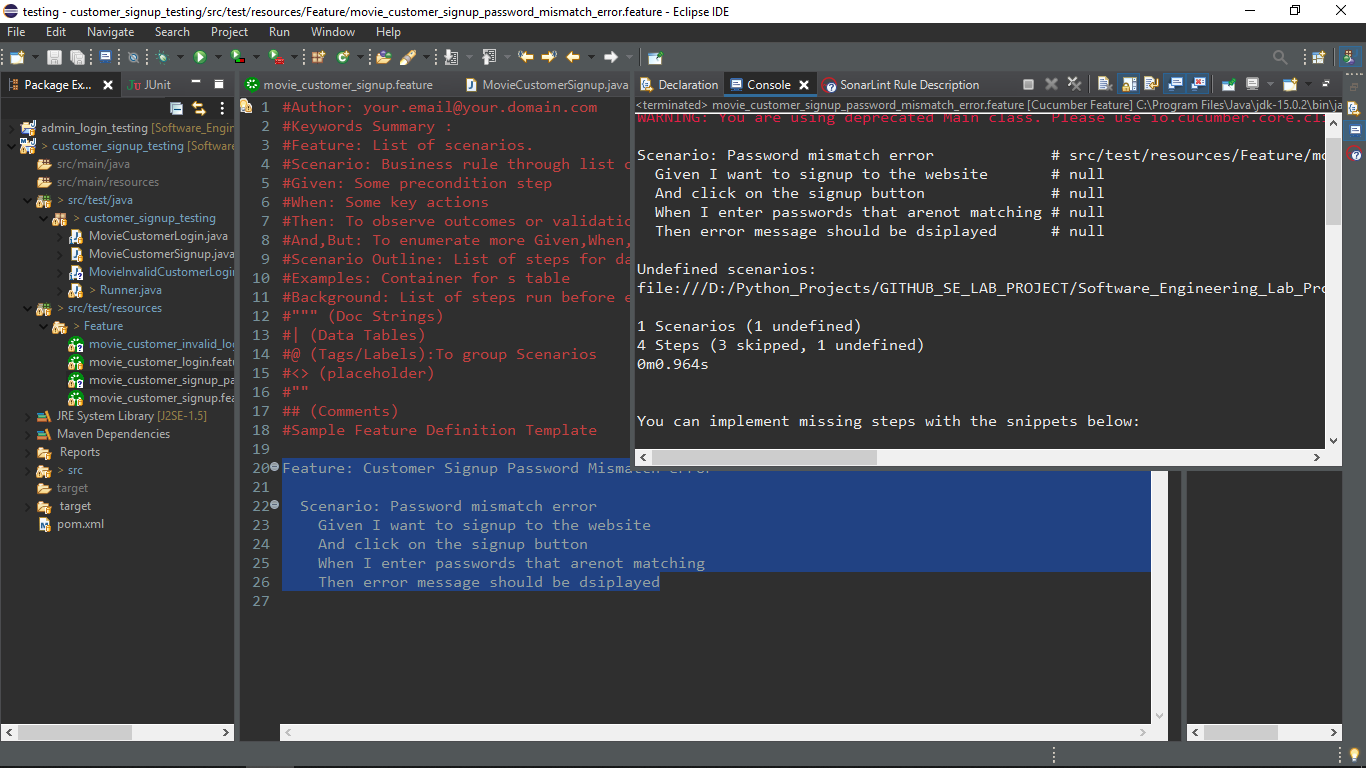 testing - customer_signup_testing/src/test/resources/Feature/movie_customer_signup_password_mismatch_error.feature - Eclipse IDE
File Edit Navigate Search Project Run Window Help
Package Ex... JUnit
movie_customer_signup.feature MovieCustomerSignup.java
Declaration Console SonarLint Rule Description
<terminated> movie_customer_signup_password_mismatch_error.feature [Cucumber Feature] C:\Program Files\Java\jdk-15.0.2\bin\ja
admin_login_testing [Software_Engin
> customer_signup_testing [Software
src/main/java
src/main/resources
> src/test/java
> customer_signup_testing
MovieCustomerLogin.java
MovieCustomerSignup.java
MovieInvalidCustomerLogi
> Runner.java
> src/test/resources
> Feature
movie_customer_invalid_lo
movie_customer_login.featu
movie_customer_signup_pa
movie_customer_signup.fea
JRE System Library [J2SE-1.5]
Maven Dependencies
Reports
> src
target
target
pom.xml
1 #Author: your.email@your.domain.com
2 #Keywords Summary :
3 #Feature: List of scenarios.
4 #Scenario: Business rule through list o
5 #Given: Some precondition step
6 #When: Some key actions
7 #Then: To observe outcomes or validatio
8 #And,But: To enumerate more Given,When,
9 #Scenario Outline: List of steps for da
10 #Examples: Container for s table
11 #Background: List of steps run before e
12 #""" (Doc Strings)
13 #| (Data Tables)
14 #@ (Tags/Labels):To group Scenarios
15 #<> (placeholder)
16 #""
17 ## (Comments)
18 #Sample Feature Definition Template
19
20 Feature: Customer Signup Password Mismatch Error
21
22 Scenario: Password mismatch error
23 Given I want to signup to the website
24 And click on the signup button
25 When I enter passwords that arenot matching
26 Then error message should be dsiplayed
27
WARNING: You are using deprecated Main class. Please use io.cucumber.core.cl
Scenario: Password mismatch error # src/test/resources/Feature/mo
Given I want to signup to the website # null
And click on the signup button # null
When I enter passwords that arenot matching # null
Then error message should be dsiplayed # null
Undefined scenarios:
file:///D:/Python_Projects/GITHUB_SE_LAB_PROJECT/Software_Engineering_Lab_Pro
1 Scenarios (1 undefined)
4 Steps (3 skipped, 1 undefined)
0m0.964s
You can implement missing steps with the snippets below: